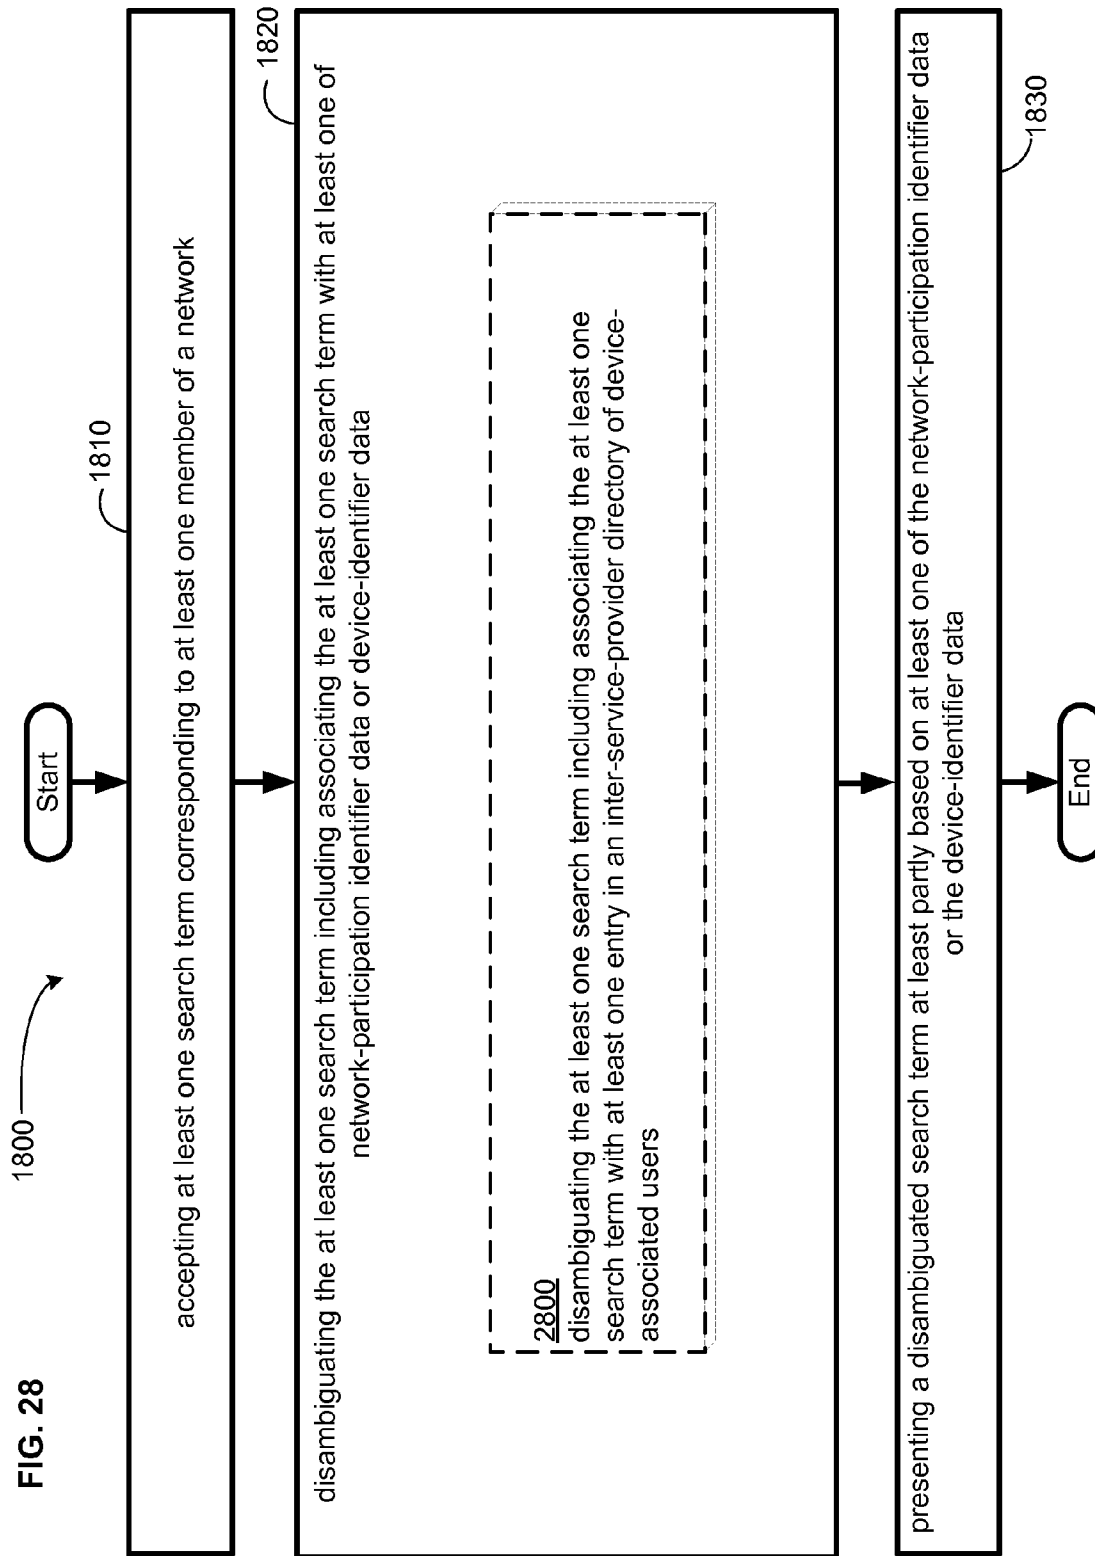 FIG. 28
1800
Start
1810
accepting at least one search term corresponding to at least one member of a network
1820
disambiguating the at least one search term including associating the at least one search term with at least one of
network-participation identifier data or device-identifier data
2800
disambiguating the at least one search term including associating the at least one
search term with at least one entry in an inter-service-provider directory of device-
associated users
presenting a disambiguated search term at least partly based on at least one of the network-participation identifier data
or the device-identifier data
1830
End